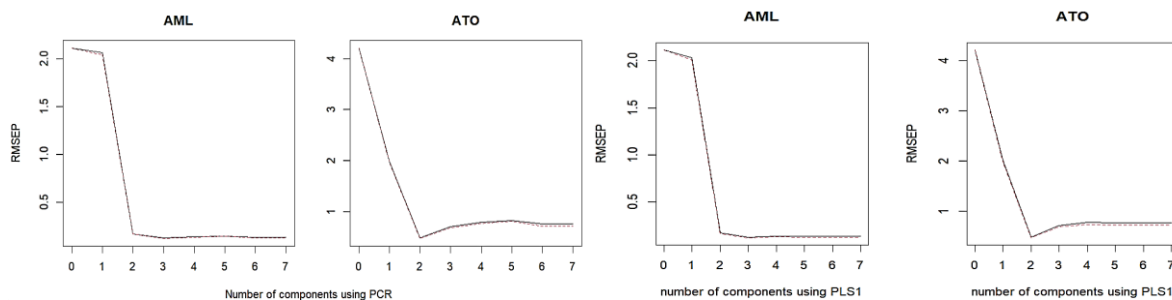 AML
RMSEP
2.0
1.5
1.0
0.5
0 1 2 3 4 5 6 7
ATO
4
3
2
1
0 1 2 3 4 5 6 7
Number of components using PCR
AML
RMSEP
2.0
1.5
1.0
0.5
0 1 2 3 4 5 6 7
number of components using PLS1
ATO
RMSEP
4
3
2
1
0 1 2 3 4 5 6 7
number of components using PLS1